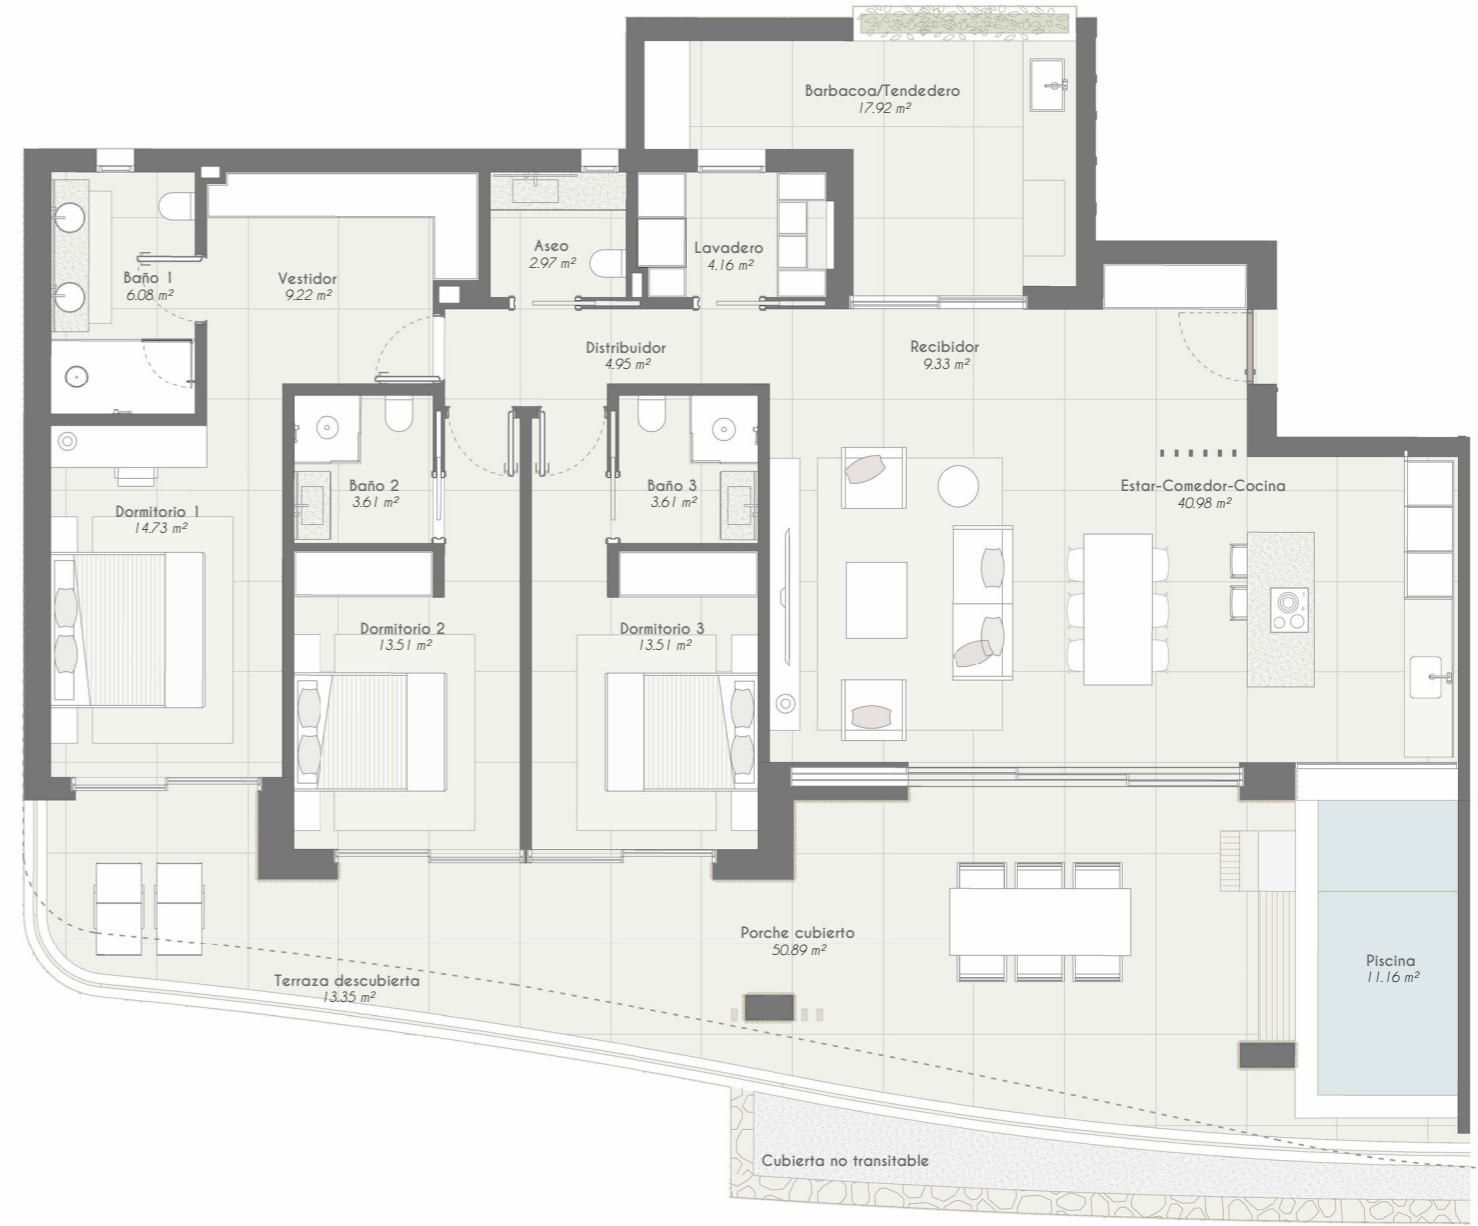 Barbacoa/Tendedero
17.92 m²
Baño 1
6.08 m²
Vestidor
9.22 m²
Aseo
2.97 m²
Lavadero
4.16 m²
Distribuidor
4.95 m²
Recibidor
9.33 m²
Dormitorio 1
14.73 m²
Baño 2
3.61 m²
Baño 3
3.61 m²
Estar-Comedor-Cocina
40.98 m²
Dormitorio 2
13.51 m²
Dormitorio 3
13.51 m²
Porche cubierto
50.89 m²
Terraza descubierta
13.35 m²
Piscina
11.16 m²
Cubierta no transitable